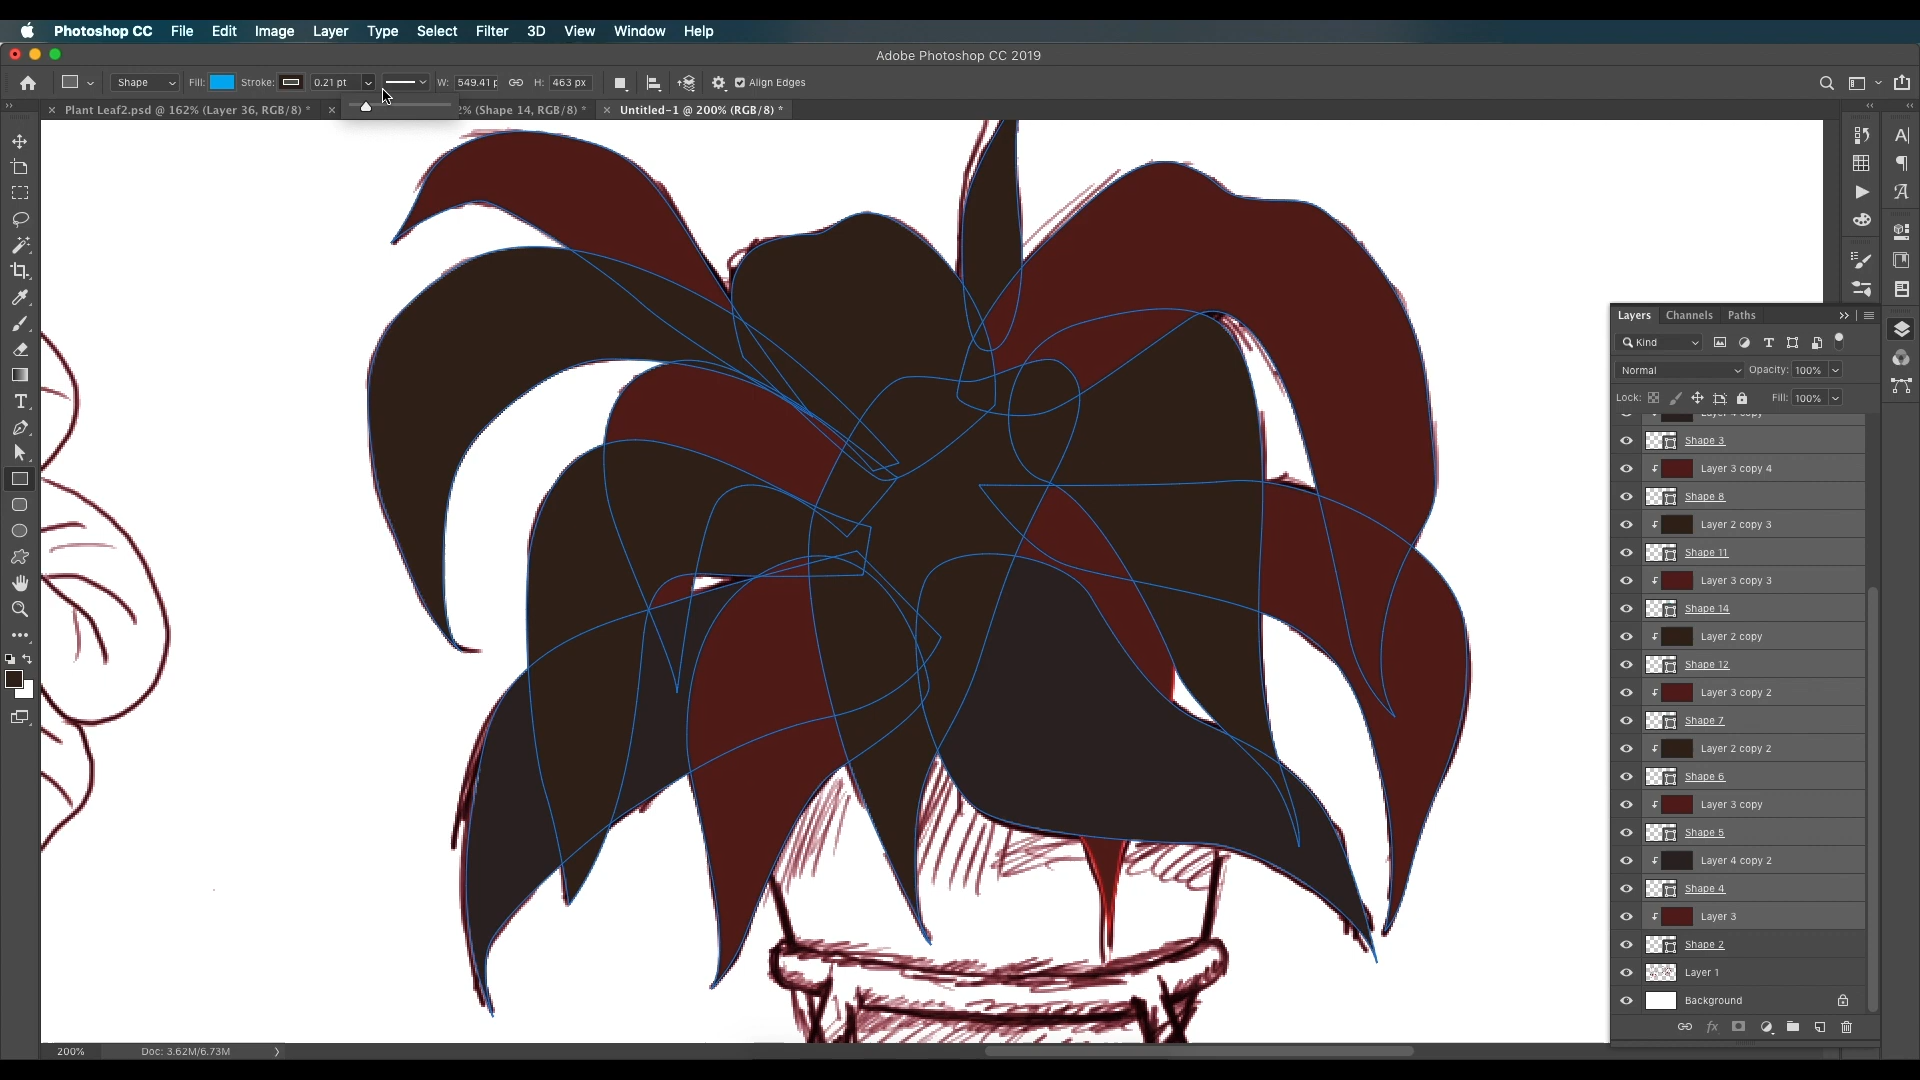 Photoshop CC File Edit Image Layer Type Select Filter 3D View Window Help
Adobe Photoshop CC 2019
Shape Fill: Stroke: 0.21 pt W: 549.41 p H: 463 px Align Edges
Plant Leaf2.psd @ 162% (Layer 36, RGB/8) * 2% (Shape 14, RGB/8) * Untitled-1 @ 200% (RGB/8) *
Layers Channels Paths
Kind
Normal Opacity: 100%
Lock: Fill: 100%
Layer 4 copy
Shape 3
Layer 3 copy 4
Shape 8
Layer 2 copy 3
Shape 11
Layer 3 copy 3
Shape 14
Layer 2 copy
Shape 12
Layer 3 copy 2
Shape 7
Layer 2 copy 2
Shape 6
Layer 3 copy
Shape 5
Layer 4 copy 2
Shape 4
Layer 3
Shape 2
Layer 1
Background
200% Doc: 3.62M/6.73M